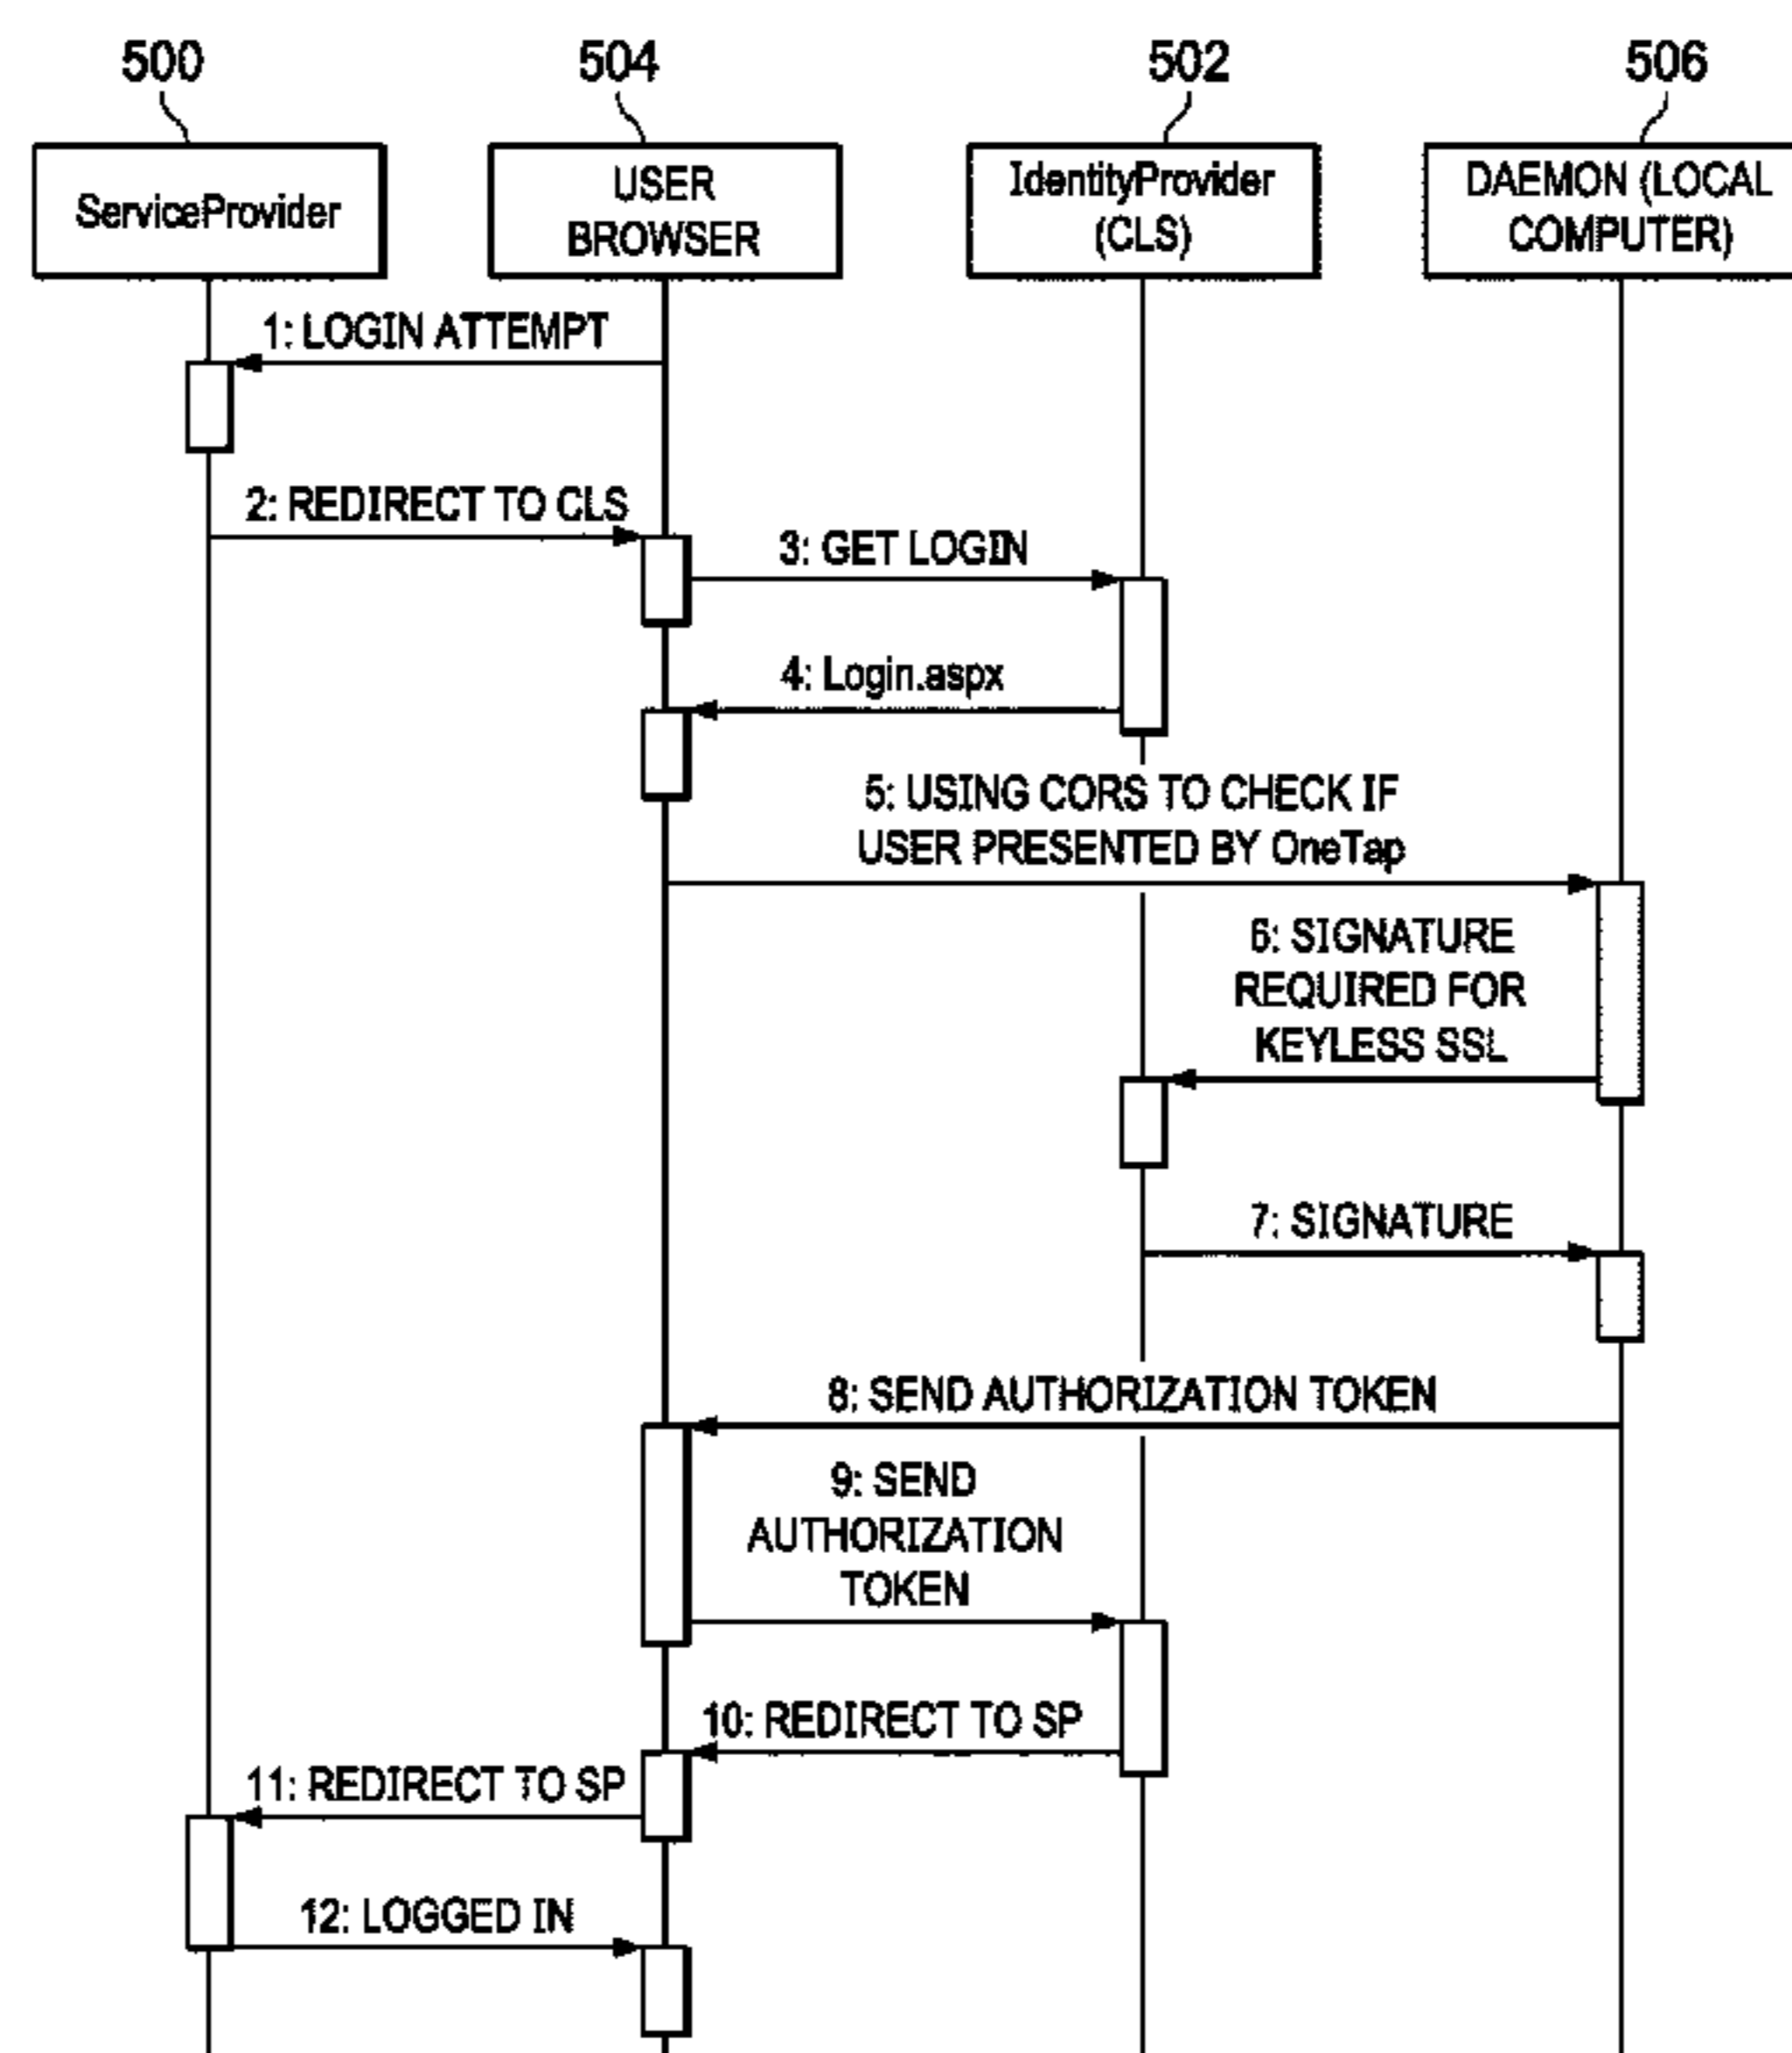 500
504
502
506
ServiceProvider
USER
BROWSER
IdentityProvider
(CLS)
DAEMON (LOCAL
COMPUTER)
1: LOGIN ATTEMPT
2: REDIRECT TO CLS
3: GET LOGIN
4: Login.aspx
5: USING CORS TO CHECK IF
USER PRESENTED BY OneTap
6: SIGNATURE
REQUIRED FOR
KEYLESS SSL
7: SIGNATURE
8: SEND AUTHORIZATION TOKEN
9: SEND
AUTHORIZATION
TOKEN
10: REDIRECT TO SP
11: REDIRECT TO SP
12: LOGGED IN